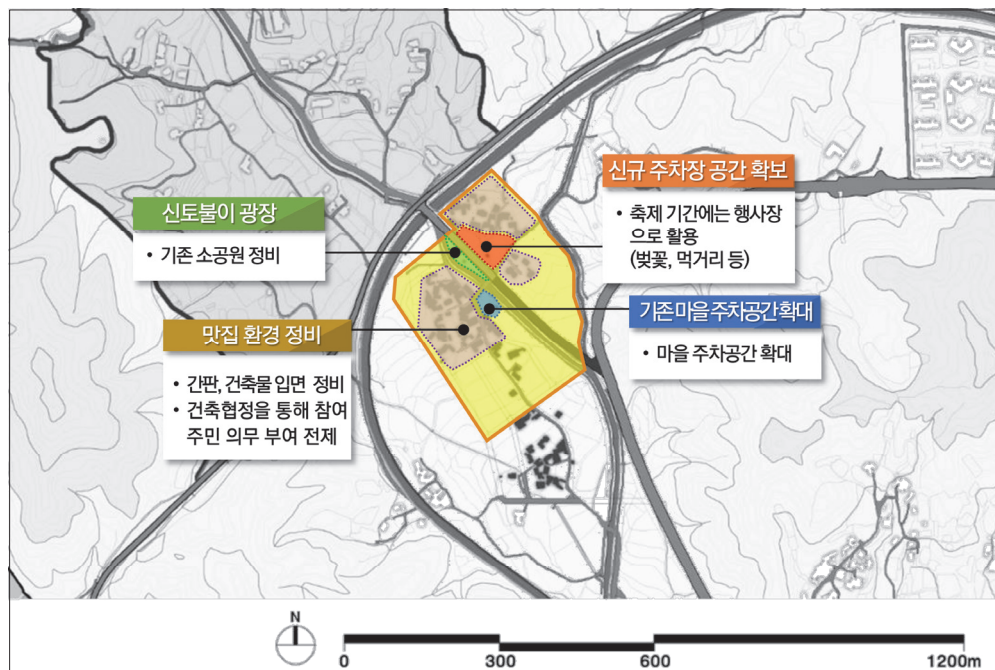 신토불이 광장
• 기존 소공원 정비
맛집 환경 정비
• 간판, 건축물 입면 정비
• 건축협정을 통해 참여
주민 의무 부여 전제
신규 주차장 공간 확보
• 축제 기간에는 행사장
으로 활용
(벚꽃, 먹거리 등)
기존 마을 주차공간 확대
• 마을 주차공간 확대
N
0 300 600 1200m